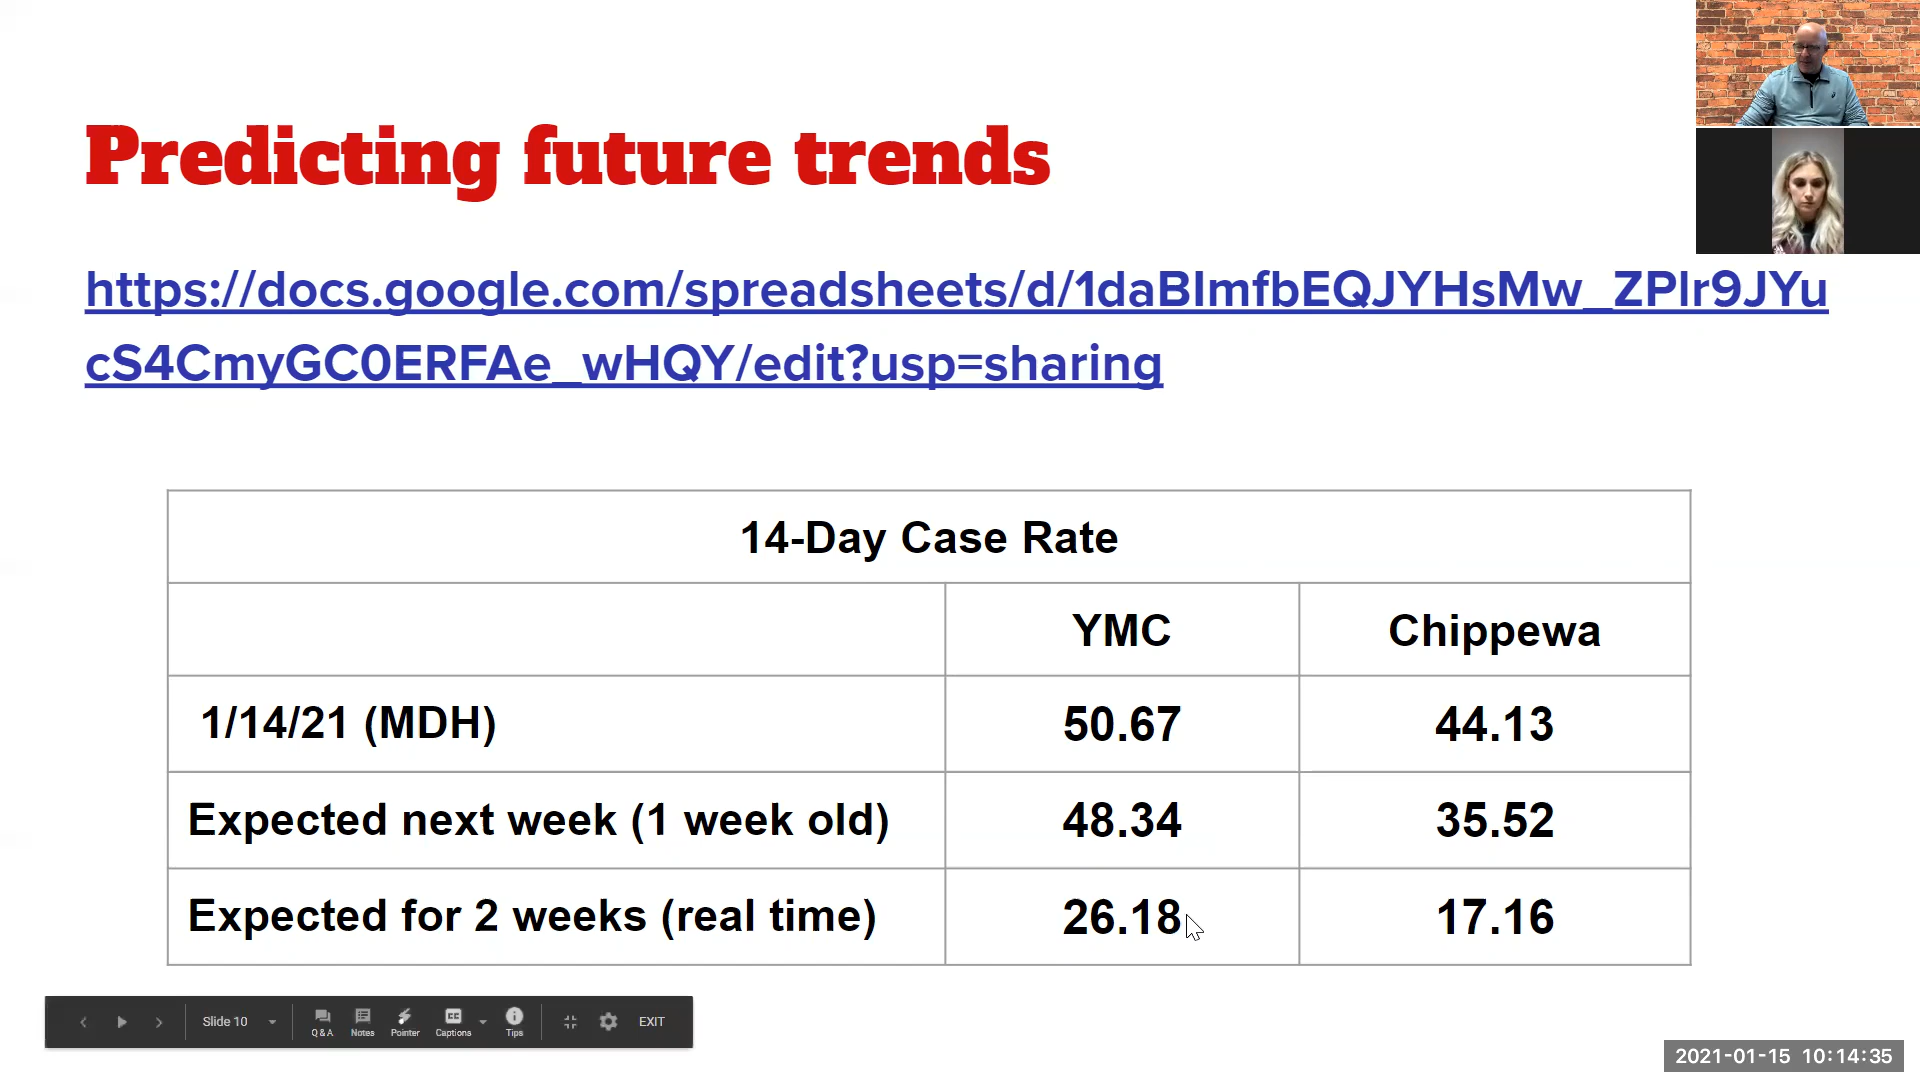 Predicting future trends
https://docs.google.com/spreadsheets/d/1daBImfbEQJYHsMw_ZPlr9JYu
cS4CmyGC0ERFAe_wHQY/edit?usp=sharing
14-Day Case Rate
YMC Chippewa
1/14/21 (MDH) 50.67 44.13
Expected next week (1 week old) 48.34 35.52
Expected for 2 weeks (real time) 26.18 17.16
Slide 10 Q & A Notes Pointer Captions Tips EXIT
2021-01-15 10:14:35